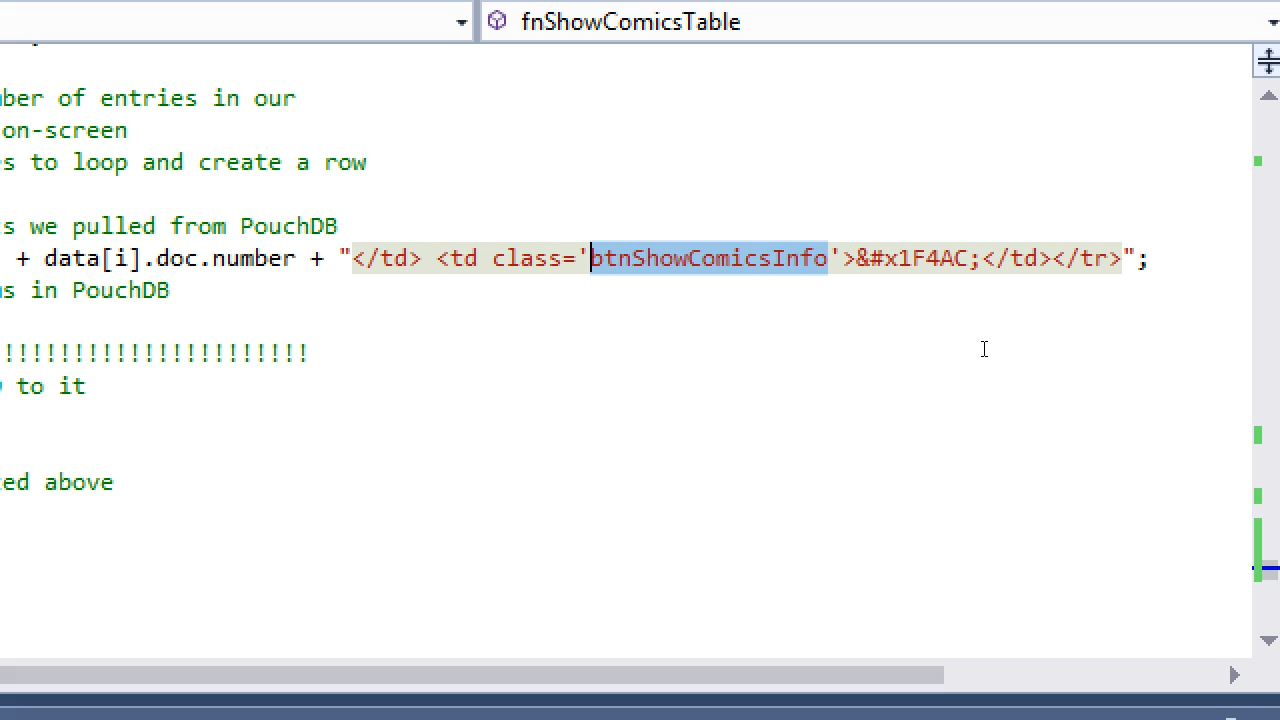 fnShowComicsTable
ber of entries in our
on-screen
s to loop and create a row
s we pulled from PouchDB
+ data[i].doc.number + "</td> <td class='btnShowComicsInfo'>&#x1F4AC;</td></tr>";
s in PouchDB
!!!!!!!!!!!!!!!!!!!!!!
to it
ed above